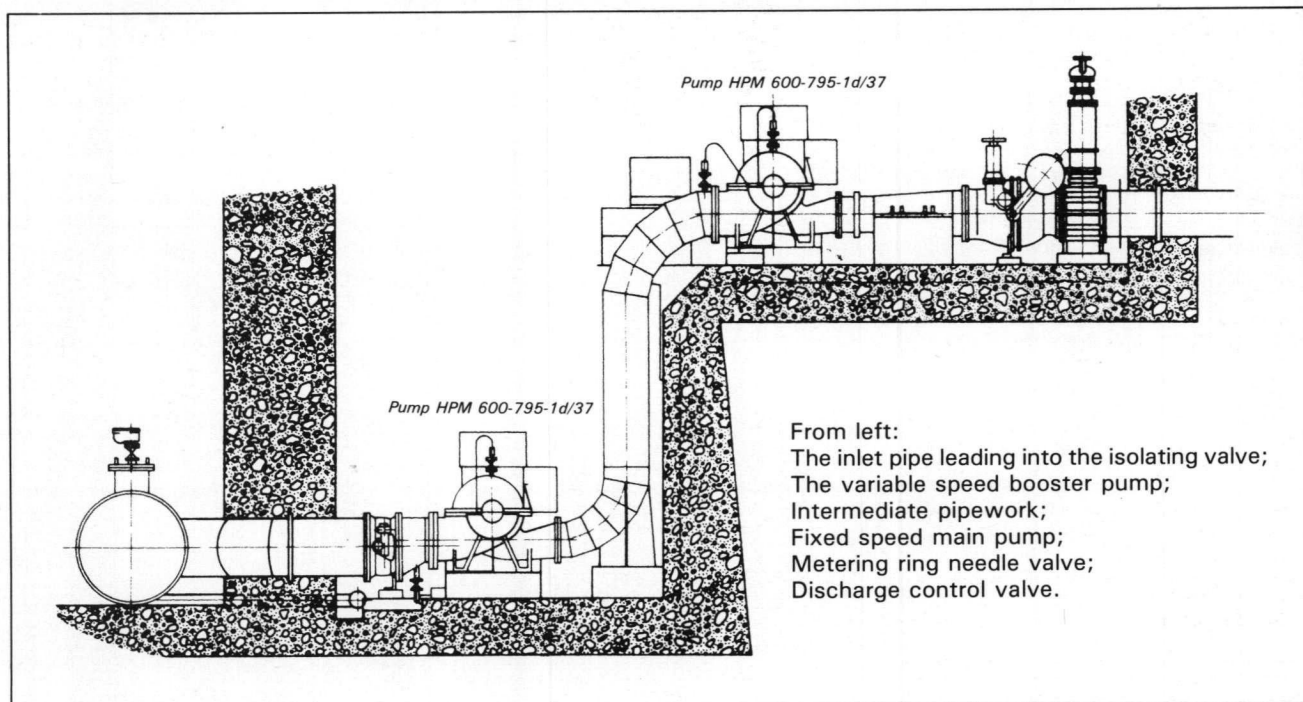 Pump HPM 600-795-1d/37
Pump HPM 600-795-1d/37
From left:
The inlet pipe leading into the isolating valve;
The variable speed booster pump;
Intermediate pipework;
Fixed speed main pump;
Metering ring needle valve;
Discharge control valve.